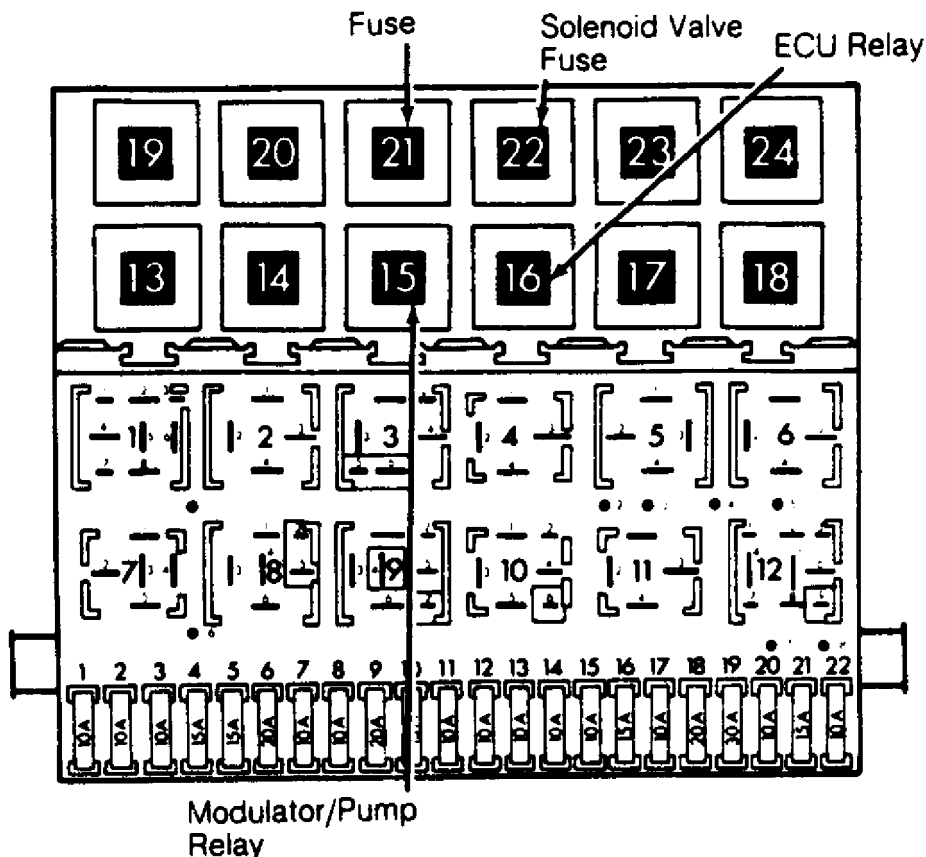 Fuse
Solenoid Valve
Fuse
ECU Relay
19 20 21 22 23 24
13 14 15 16 17 18
1 2 3 4 5 6
7 8 9 10 11 12
1 2 3 4 5 6 7 8 9 10 11 12 13 14 15 16 17 18 19 20 21 22
10A 10A 10A 15A 15A 20A 10A 10A 20A 10A 10A 10A 10A 15A 10A 20A 30A 10A 15A 10A
Modulator/Pump
Relay